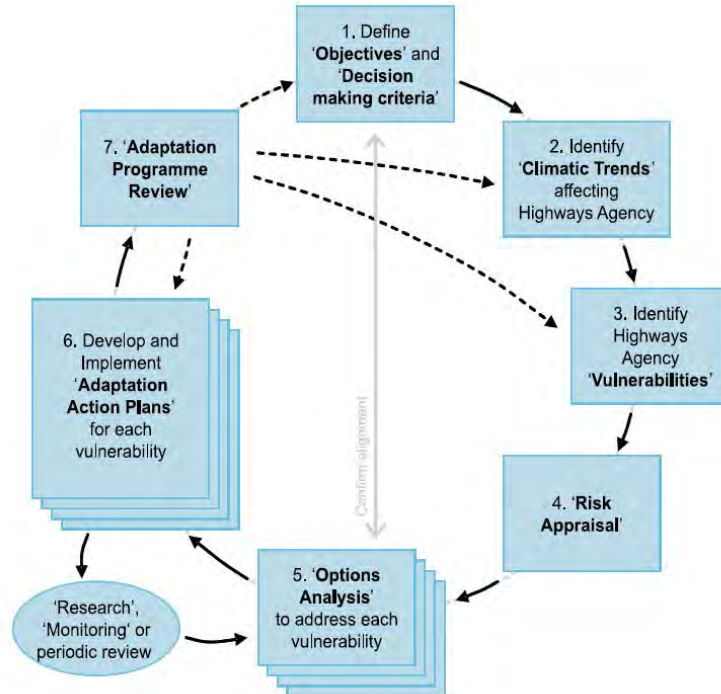 1. Define
‘Objectives’ and
‘Decision
making criteria’
2. Identify
‘Climatic Trends’
affecting
Highways Agency
3. Identify
Highways
Agency
‘Vulnerabilities’
4. ‘Risk
Appraisal’
5. ‘Options
Analysis’
to address each
vulnerability
6. Develop and
Implement
‘Adaptation
Action Plans’
for each
vulnerability
7. ‘Adaptation
Programme
Review’
‘Research’,
‘Monitoring‘ or
periodic review
Confirm alignment